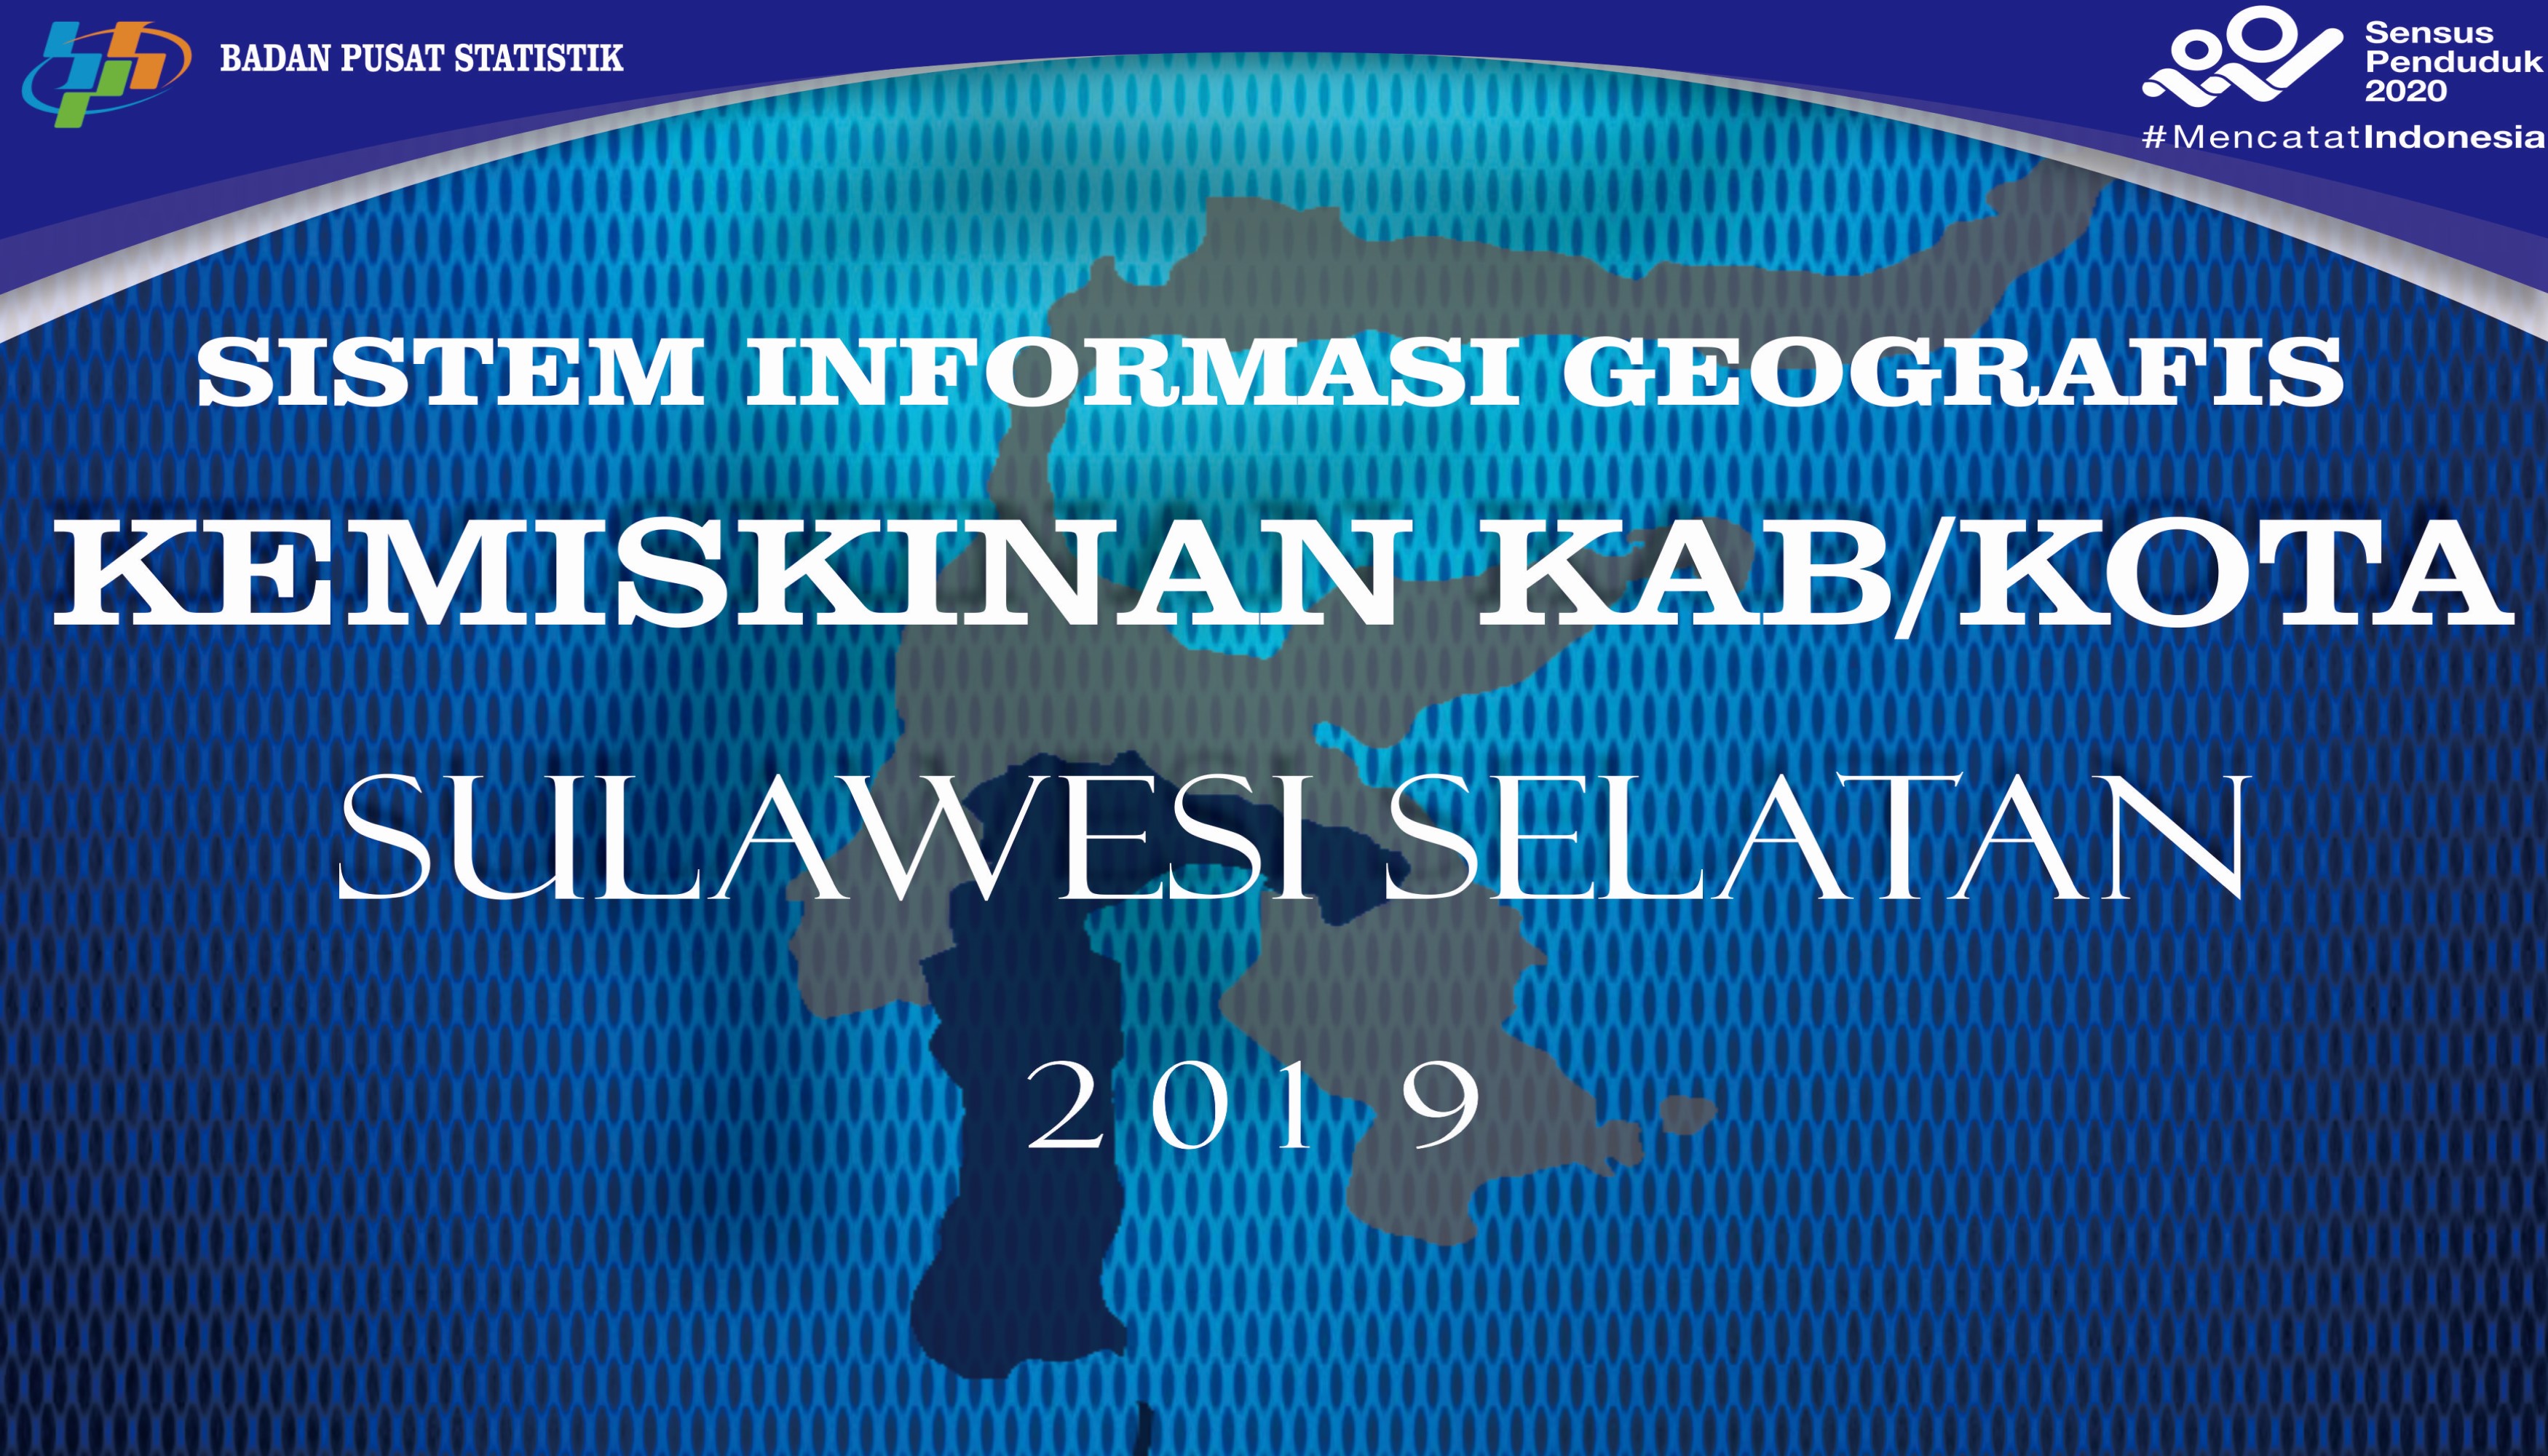 BADAN PUSAT STATISTIK
Sensus
Penduduk
2020
#MencatatIndonesia
SISTEM INFORMASI GEOGRAFIS
KEMISKINAN KAB/KOTA
SULAWESI SELATAN
2019